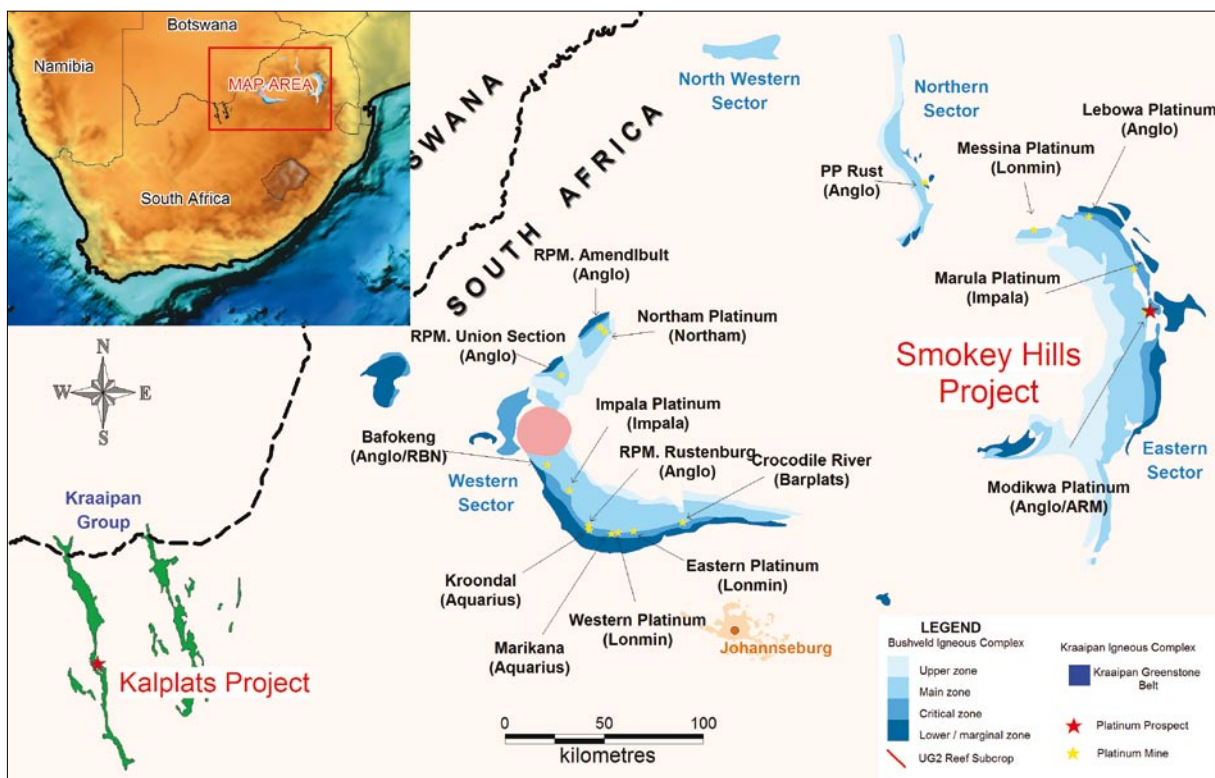 Botswana
Namibia
MAP AREA
South Africa
SWANA
SOUTH AFRICA
North Western
Sector
Northern
Sector
Lebowa Platinum
(Anglo)
Messina Platinum
(Lonmin)
PP Rust
(Anglo)
Marula Platinum
(Impala)
RPM. Amendlbult
(Anglo)
Northam Platinum
(Northam)
RPM. Union Section
(Anglo)
Smokey Hills
Project
N
W E
S
Impala Platinum
(Impala)
Bafokeng
(Anglo/RBN)
RPM. Rustenburg
(Anglo)
Crocodile River
(Barplats)
Western
Sector
Eastern
Sector
Modikwa Platinum
(Anglo/ARM)
Kraaipan
Group
Eastern Platinum
(Lonmin)
Kroondal
(Aquarius)
Western Platinum
(Lonmin)
Marikana
(Aquarius)
Johannseburg
Kalplats Project
0 50 100
kilometres
LEGEND
Bushveld Igneous Complex
Upper zone
Main zone
Critical zone
Lower / marginal zone
UG2 Reef Subcrop
Kraaipan Igneous Complex
Kraaipan Greenstone
Belt
Platinum Prospect
Platinum Mine